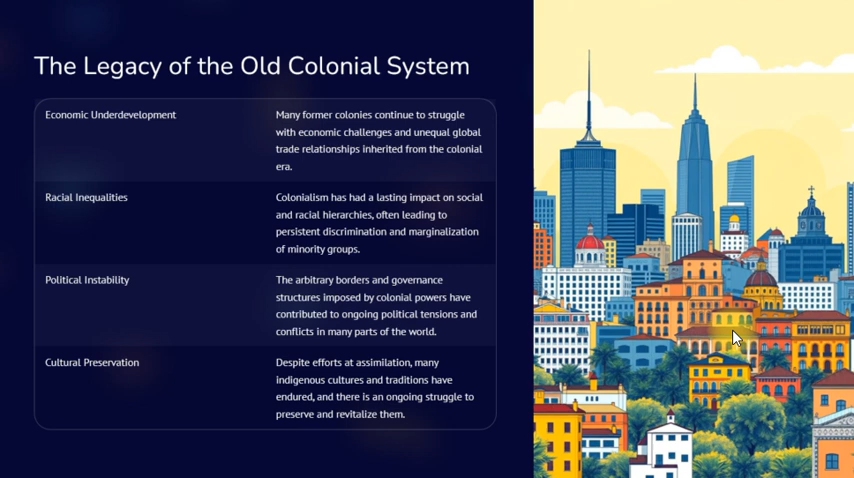 The Legacy of the Old Colonial System
Economic Underdevelopment
Many former colonies continue to struggle
with economic challenges and unequal global
trade relationships inherited from the colonial
era.
Racial Inequalities
Colonialism has had a lasting impact on social
and racial hierarchies, often leading to
persistent discrimination and marginalization
of minority groups.
Political Instability
The arbitrary borders and governance
structures imposed by colonial powers have
contributed to ongoing political tensions and
conflicts in many parts of the world.
Cultural Preservation
Despite efforts at assimilation, many
indigenous cultures and traditions have
endured, and there is an ongoing struggle to
preserve and revitalize them.